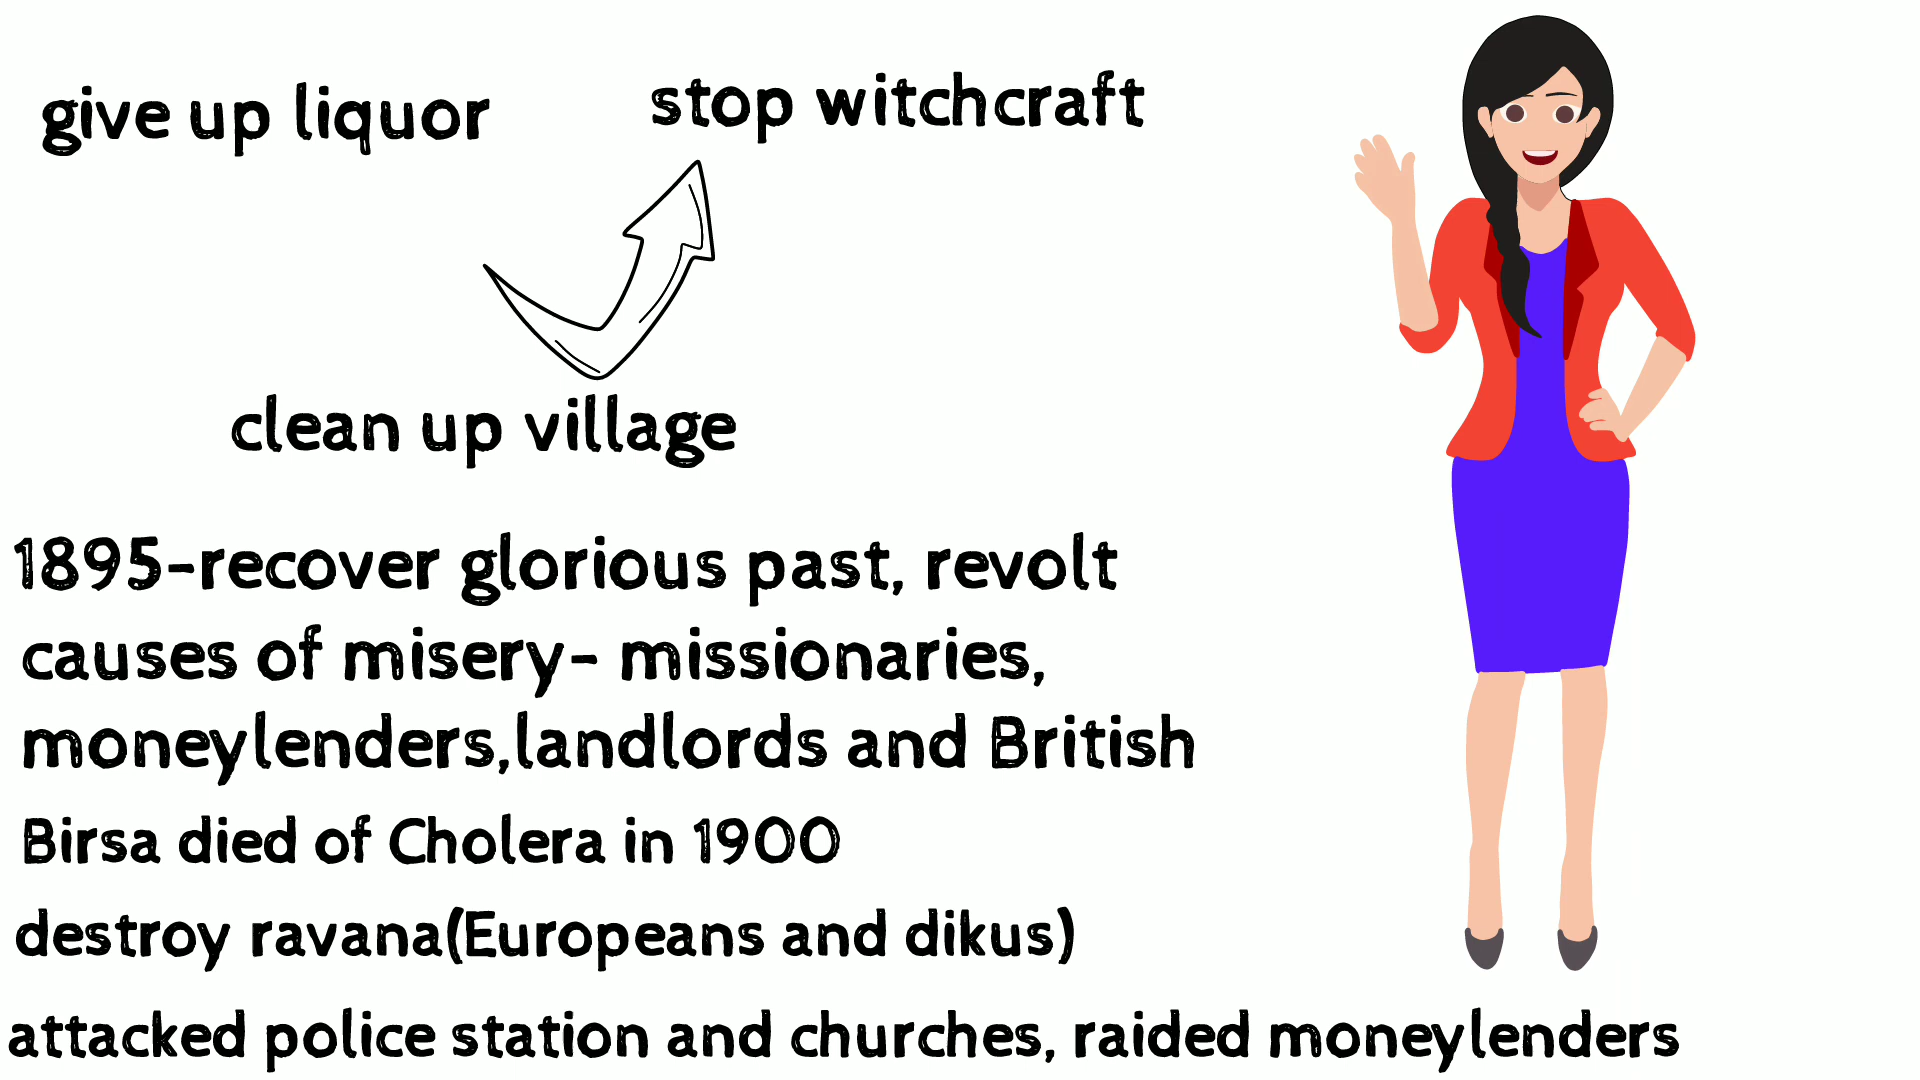 give up liquor
stop witchcraft
clean up village
1895-recover glorious past, revolt
causes of misery- missionaries,
moneylenders,landlords and British
Birsa died of Cholera in 1900
destroy ravana(Europeans and dikus)
attacked police station and churches, raided moneylenders